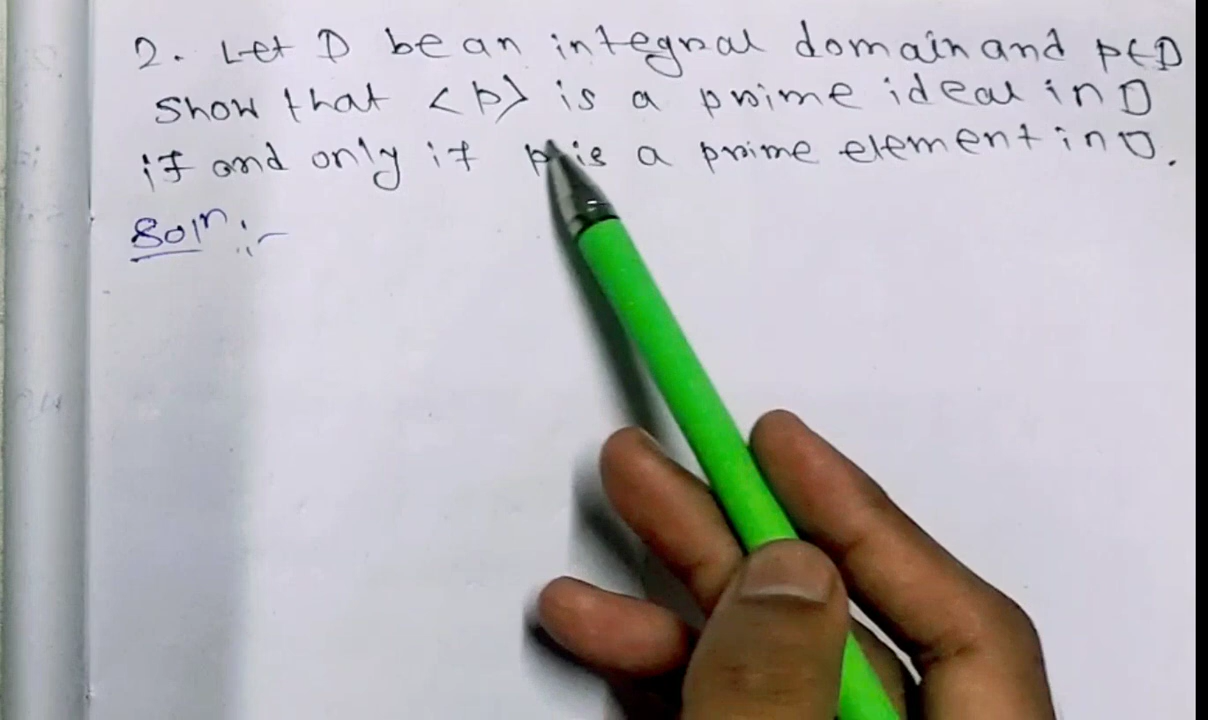 2. Let D be an integral domain and p∈D
Show that <p> is a prime ideal in D
if and only if p is a prime element in D.
Solⁿ:-